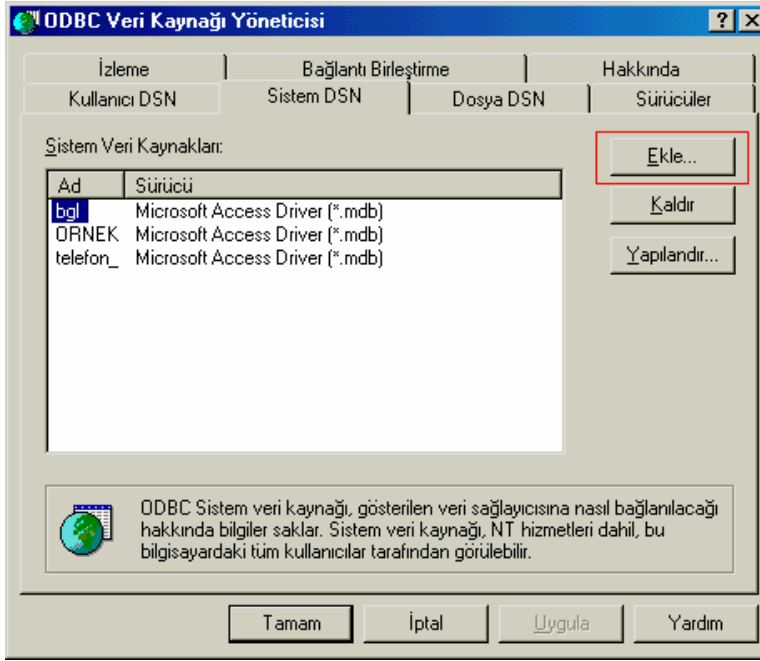 ODBC Veri Kaynağı Yöneticisi
İzleme Bağlantı Birleştirme Hakkında
Kullanıcı DSN Sistem DSN Dosya DSN Sürücüler
Sistem Veri Kaynakları:
Ekle...
Ad Sürücü
bgl Microsoft Access Driver (*.mdb)
Kaldır
ORNEK Microsoft Access Driver (*.mdb)
telefon_ Microsoft Access Driver (*.mdb)
Yapılandır...
ODBC Sistem veri kaynağı, gösterilen veri sağlayıcısına nasıl bağlanılacağı
hakkında bilgiler saklar. Sistem veri kaynağı, NT hizmetleri dahil, bu
bilgisayardaki tüm kullanıcılar tarafından görülebilir.
Tamam İptal Uygula Yardım